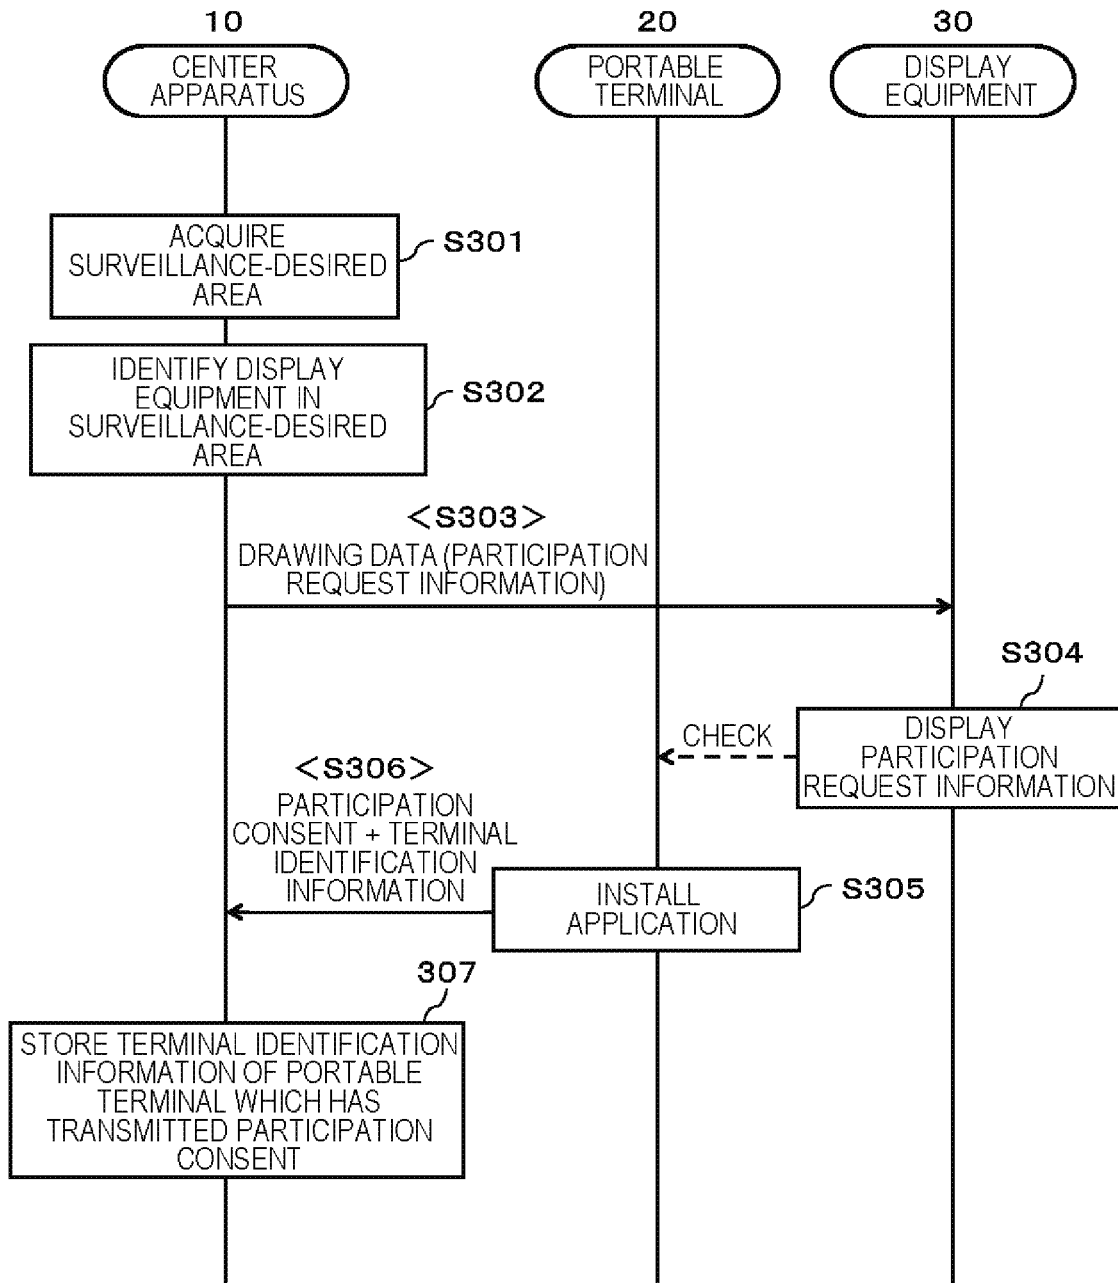 10
20
30
CENTER
APPARATUS
PORTABLE
TERMINAL
DISPLAY
EQUIPMENT
ACQUIRE
SURVEILLANCE-DESIRED
AREA
S301
IDENTIFY DISPLAY
EQUIPMENT IN
SURVEILLANCE-DESIRED
AREA
S302
<S303>
DRAWING DATA (PARTICIPATION
REQUEST INFORMATION)
S304
DISPLAY
PARTICIPATION
REQUEST INFORMATION
CHECK
<S306>
PARTICIPATION
CONSENT + TERMINAL
IDENTIFICATION
INFORMATION
INSTALL
APPLICATION
S305
307
STORE TERMINAL IDENTIFICATION
INFORMATION OF PORTABLE
TERMINAL WHICH HAS
TRANSMITTED PARTICIPATION
CONSENT